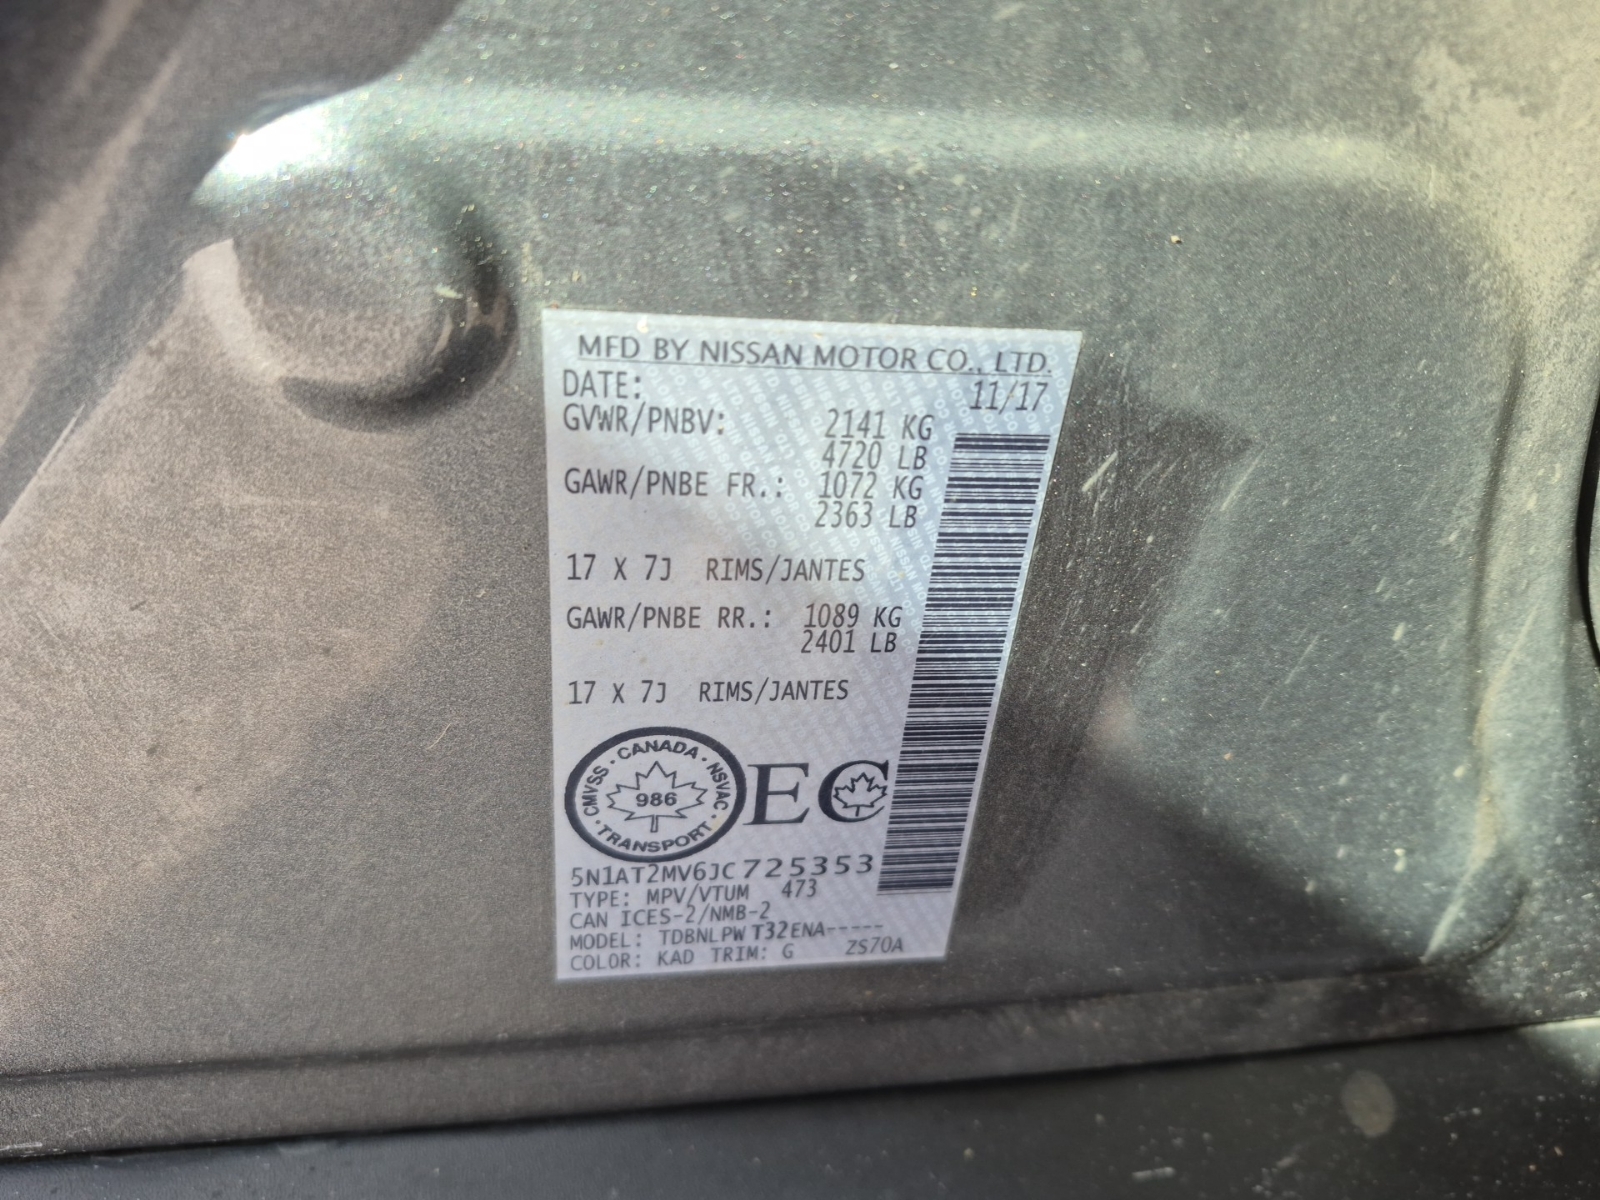 MFD BY NISSAN MOTOR CO., LTD.
DATE: 11/17
GVWR/PNBV: 2141 KG
4720 LB
GAWR/PNBE FR.: 1072 KG
2363 LB
17 X 7J RIMS/JANTES
GAWR/PNBE RR.: 1089 KG
2401 LB
17 X 7J RIMS/JANTES
CMVSS · CANADA · NSVAC · TRANSPORT ·
986
EC
5N1AT2MV6JC725353
TYPE: MPV/VTUM 473
CAN ICES-2/NMB-2
MODEL: TDBNLPWT32ENA-----
COLOR: KAD TRIM: G ZS70A